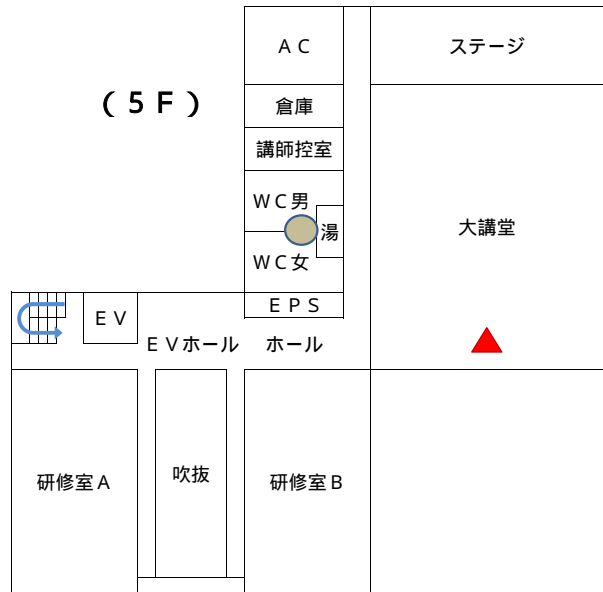 ＡＣ
ステージ
（５Ｆ）
倉庫
講師控室
ＷＣ男
湯
大講堂
ＷＣ女
ＥＰＳ
ＥＶ
ＥＶホール
ホール
研修室Ａ
吹抜
研修室Ｂ